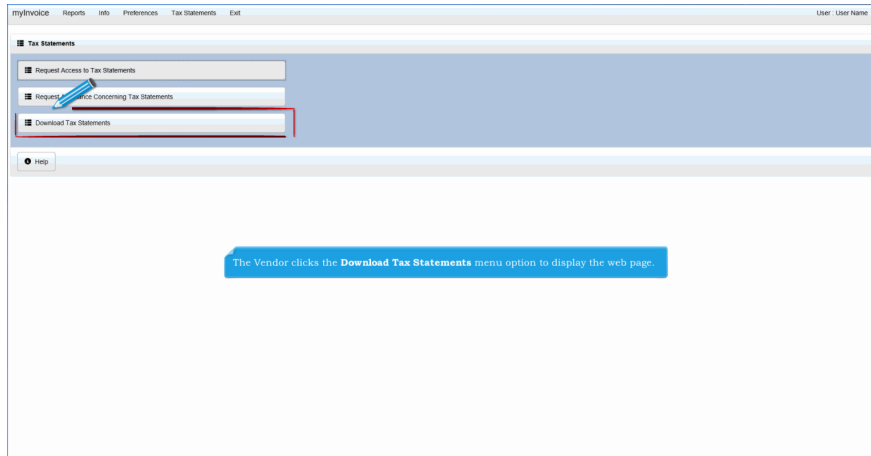 myInvoice Reports Info Preferences Tax Statements Exit User : User Name
Tax Statements
Request Access to Tax Statements
Request Concerning Tax Statements
Download Tax Statements
Help
The Vendor clicks the Download Tax Statements menu option to display the web page.